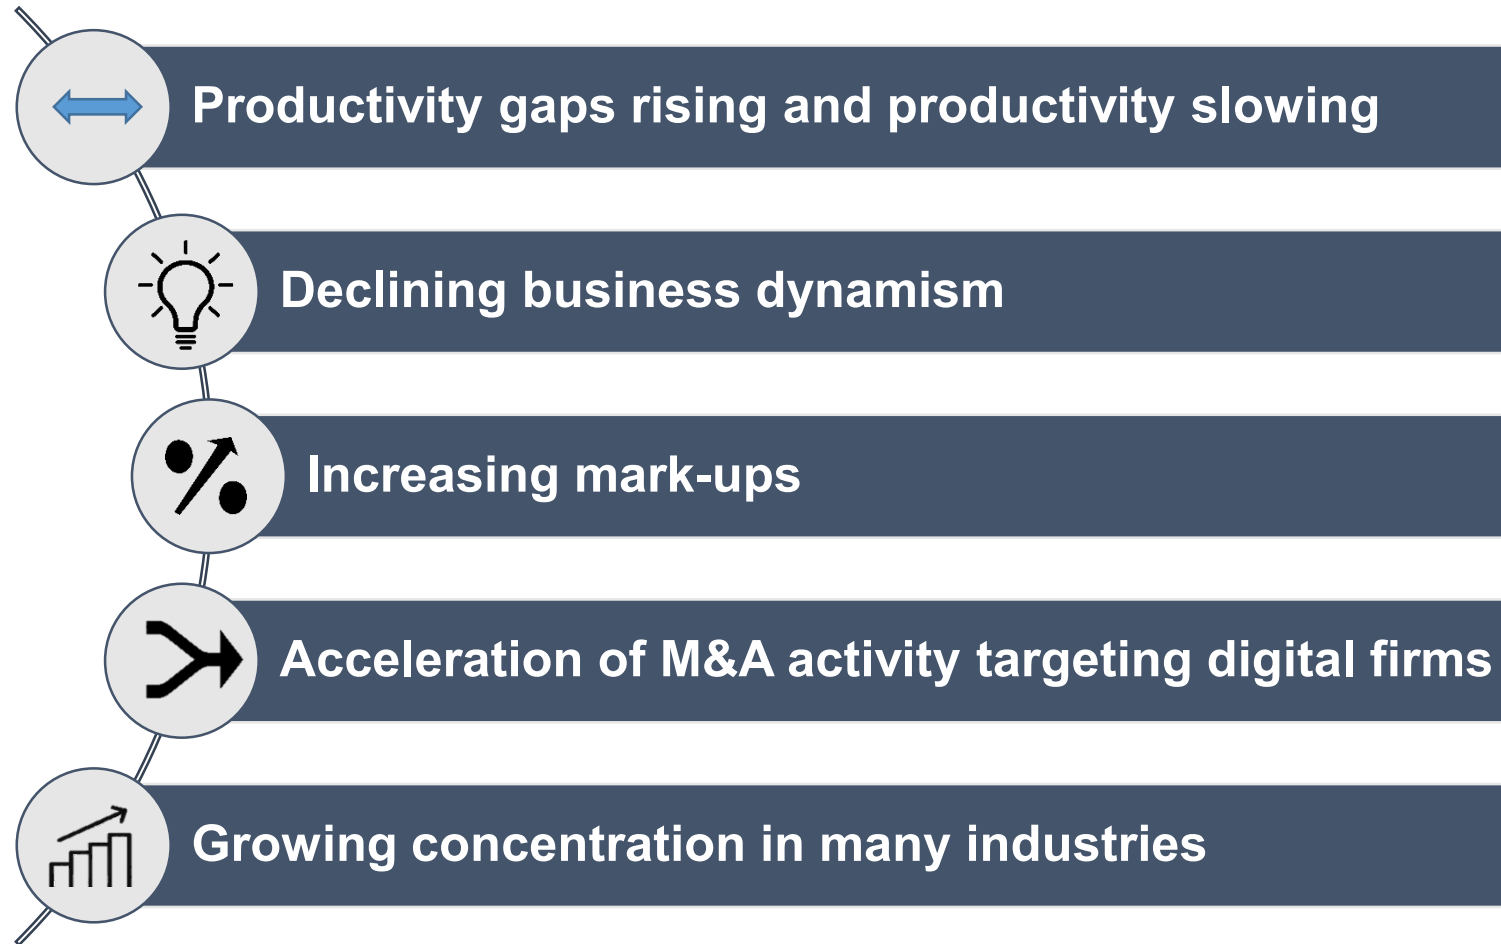 Productivity gaps rising and productivity slowing
Declining business dynamism
Increasing mark-ups
Acceleration of M&A activity targeting digital firms
Growing concentration in many industries